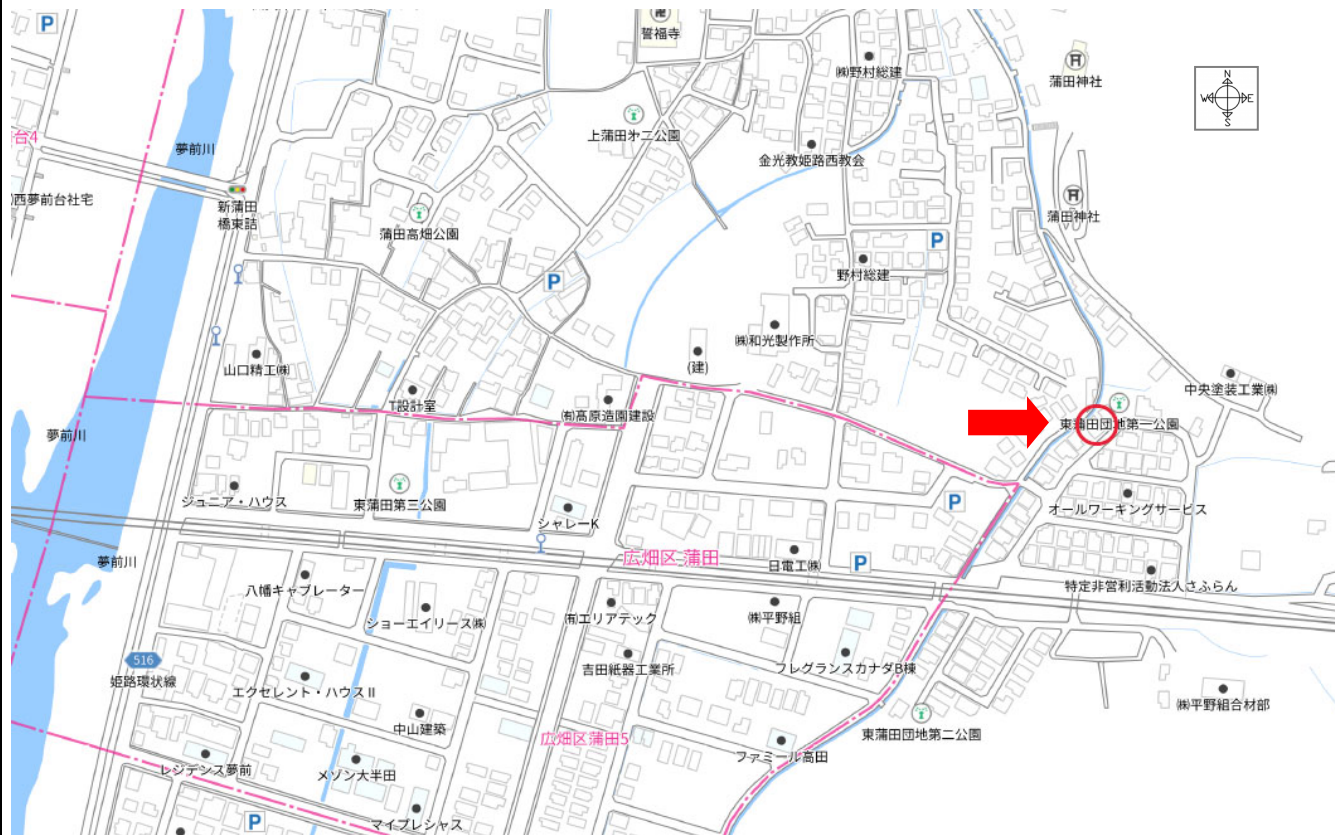 P
誓福寺
㈱野村総建
蒲田神社
N
W
E
S
上蒲田才二公園
金光教姫路西教会
台4
夢前川
西夢前台社宅
新蒲田
橋東詰
蒲田高畑公園
蒲田神社
P
野村総建
P
㈱和光製作所
(建)
山口精工㈱
T設計室
㈲高原造園建設
中央塗装工業㈱
東蒲田団地第一公園
夢前川
ジュニア・ハウス
東蒲田第三公園
シャレーK
P
オールワーキングサービス
夢前川
広畑区蒲田
日電工㈱
P
特定非営利活動法人さふらん
八幡キャブレーター
ショーエイリース㈱
㈲エリアテック
㈱平野組
516
姫路環状線
エクセレント・ハウスⅡ
吉田紙器工業所
フレグランスカナダB棟
㈱平野組合材部
中山建築
広畑区蒲田5
東蒲田団地第二公園
レジデンス夢前
メゾン大半田
ファミール高田
P
マイプレシャス